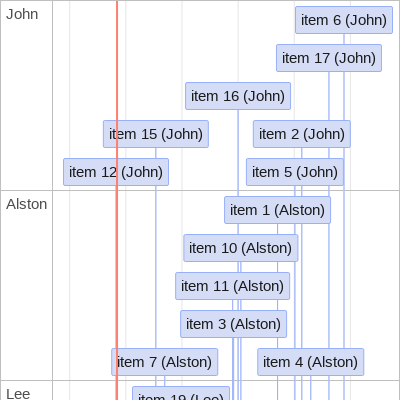 John
item 6 (John)
item 17 (John)
item 16 (John)
item 15 (John)
item 2 (John)
item 12 (John)
item 5 (John)
Alston
item 1 (Alston)
item 10 (Alston)
item 11 (Alston)
item 3 (Alston)
item 7 (Alston)
item 4 (Alston)
Lee
item 19 (Lee)